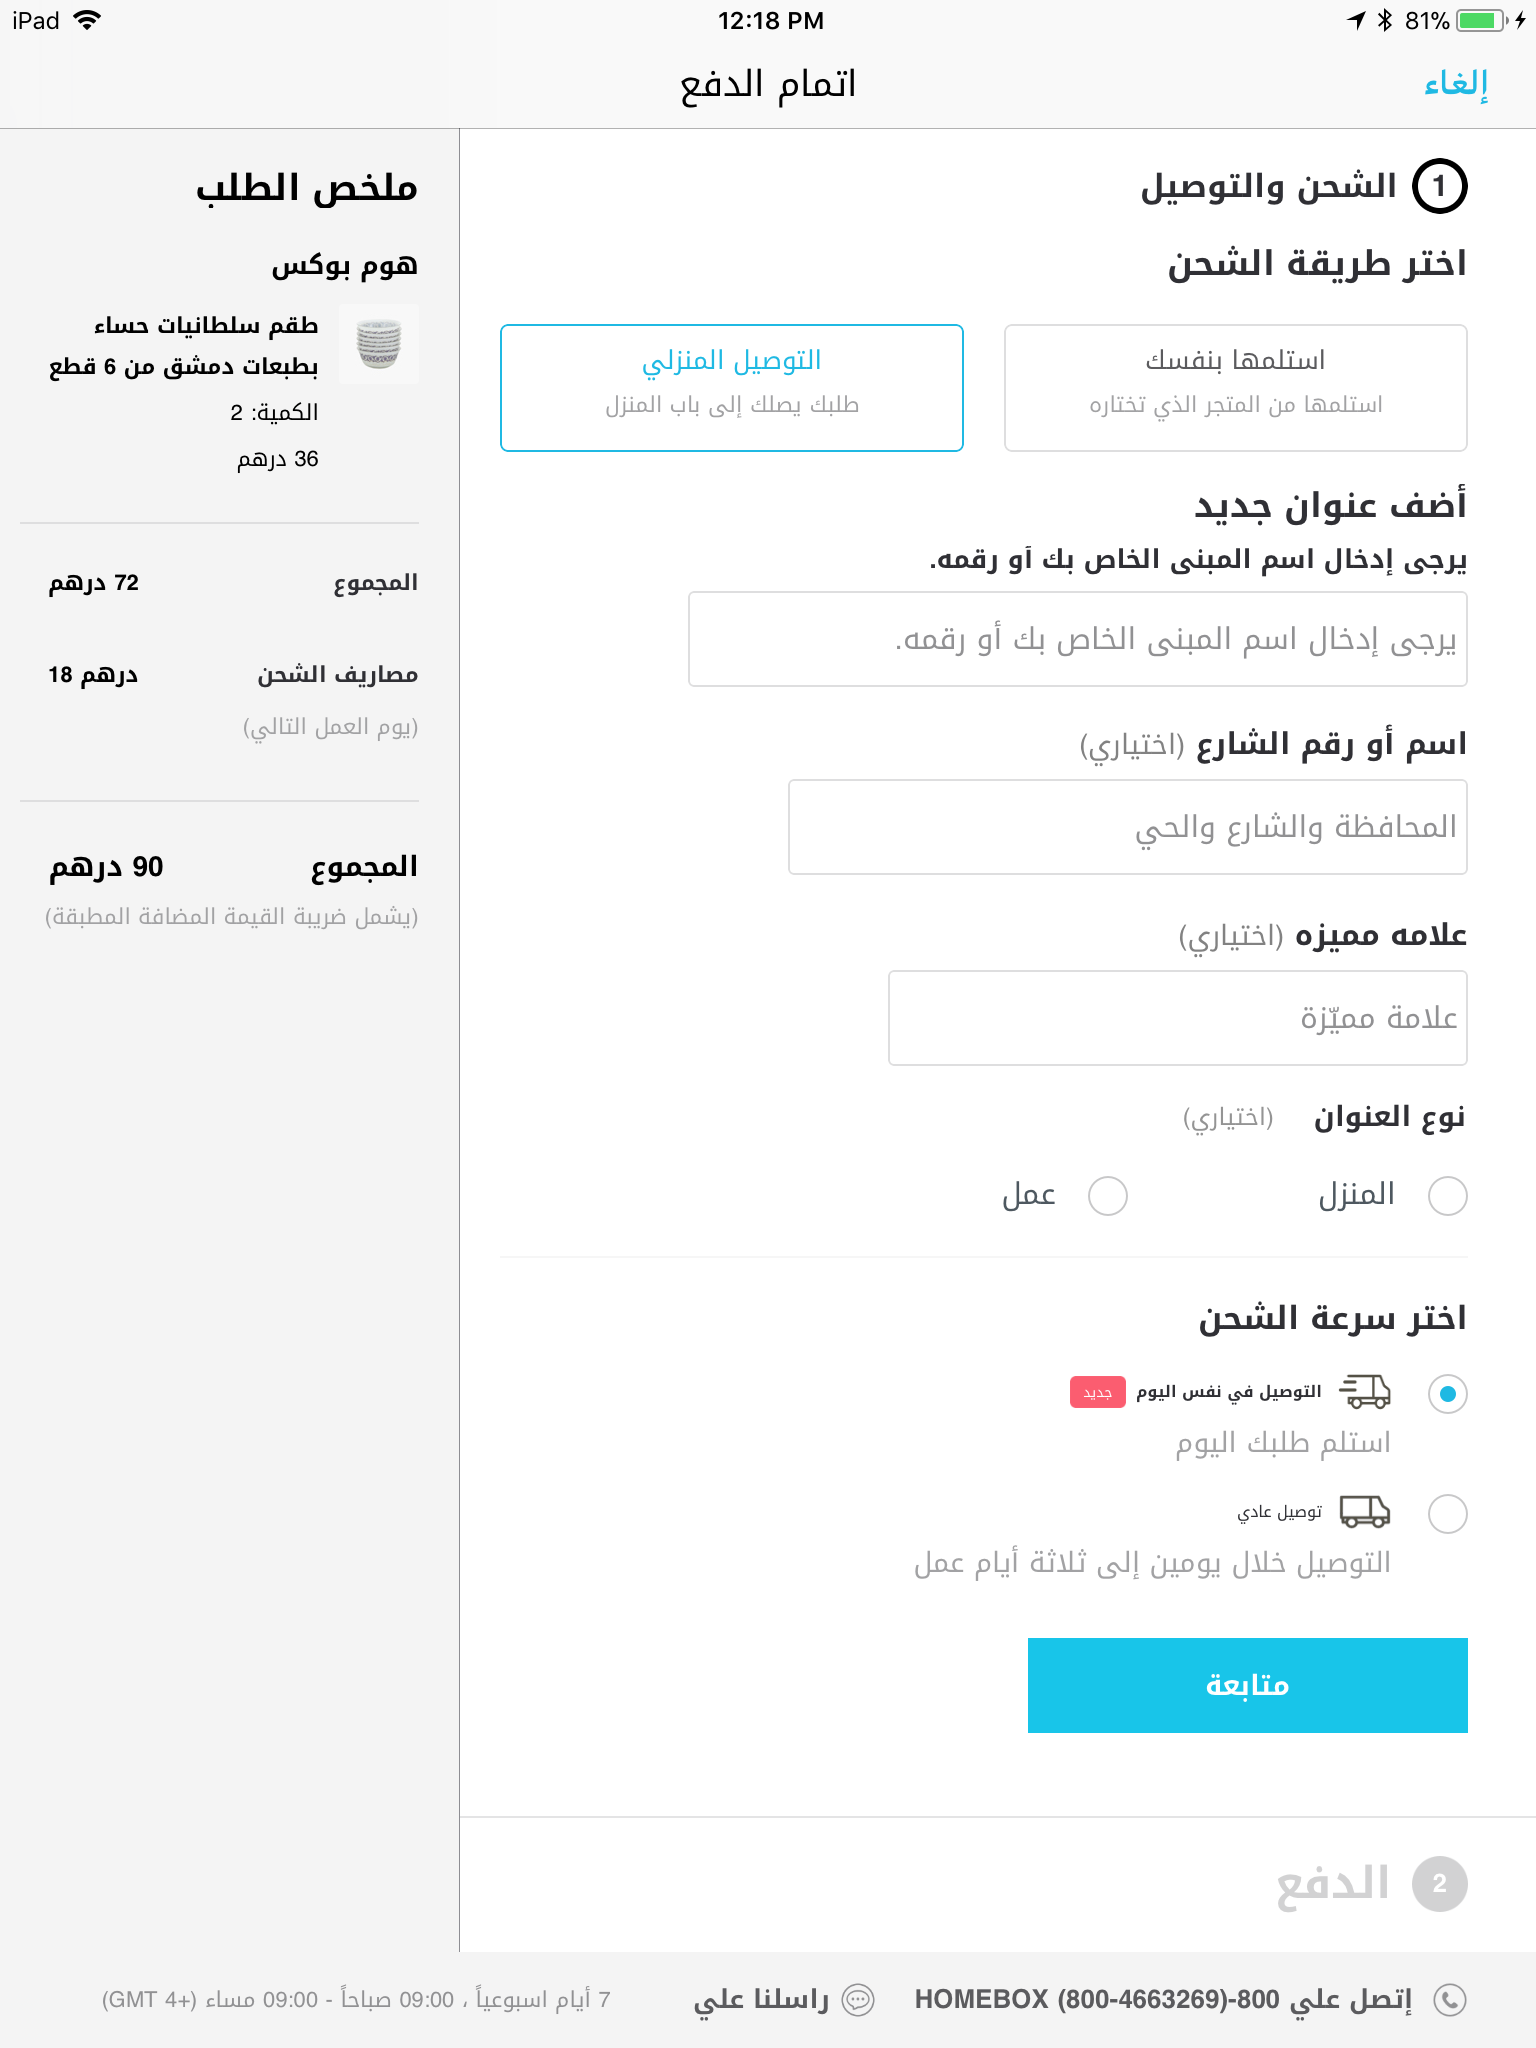 iPad
12:18 PM
81%
إلغاء
اتمام الدفع
1 الشحن والتوصيل
اختر طريقة الشحن
استلمها بنفسك
استلمها من المتجر الذي تختاره
التوصيل المنزلي
طلبك يصلك إلى باب المنزل
أضف عنوان جديد
يرجى إدخال اسم المبنى الخاص بك أو رقمه.
يرجى إدخال اسم المبنى الخاص بك أو رقمه.
اسم أو رقم الشارع (اختياري)
المحافظة والشارع والحي
علامه مميزه (اختياري)
علامة مميّزة
نوع العنوان (اختياري)
المنزل
عمل
اختر سرعة الشحن
التوصيل في نفس اليوم جديد
استلم طلبك اليوم
توصيل عادي
التوصيل خلال يومين إلى ثلاثة أيام عمل
متابعة
2 الدفع
ملخص الطلب
هوم بوكس
طقم سلطانيات حساء
بطبعات دمشق من 6 قطع
الكمية: 2
36 درهم
المجموع 72 درهم
مصاريف الشحن درهم 18
(يوم العمل التالي)
المجموع 90 درهم
(يشمل ضريبة القيمة المضافة المطبقة)
إتصل علي 800-HOMEBOX (800-4663269)
راسلنا علي
7 أيام اسبوعياً ، 09:00 صباحاً - 09:00 مساء (+4 GMT)